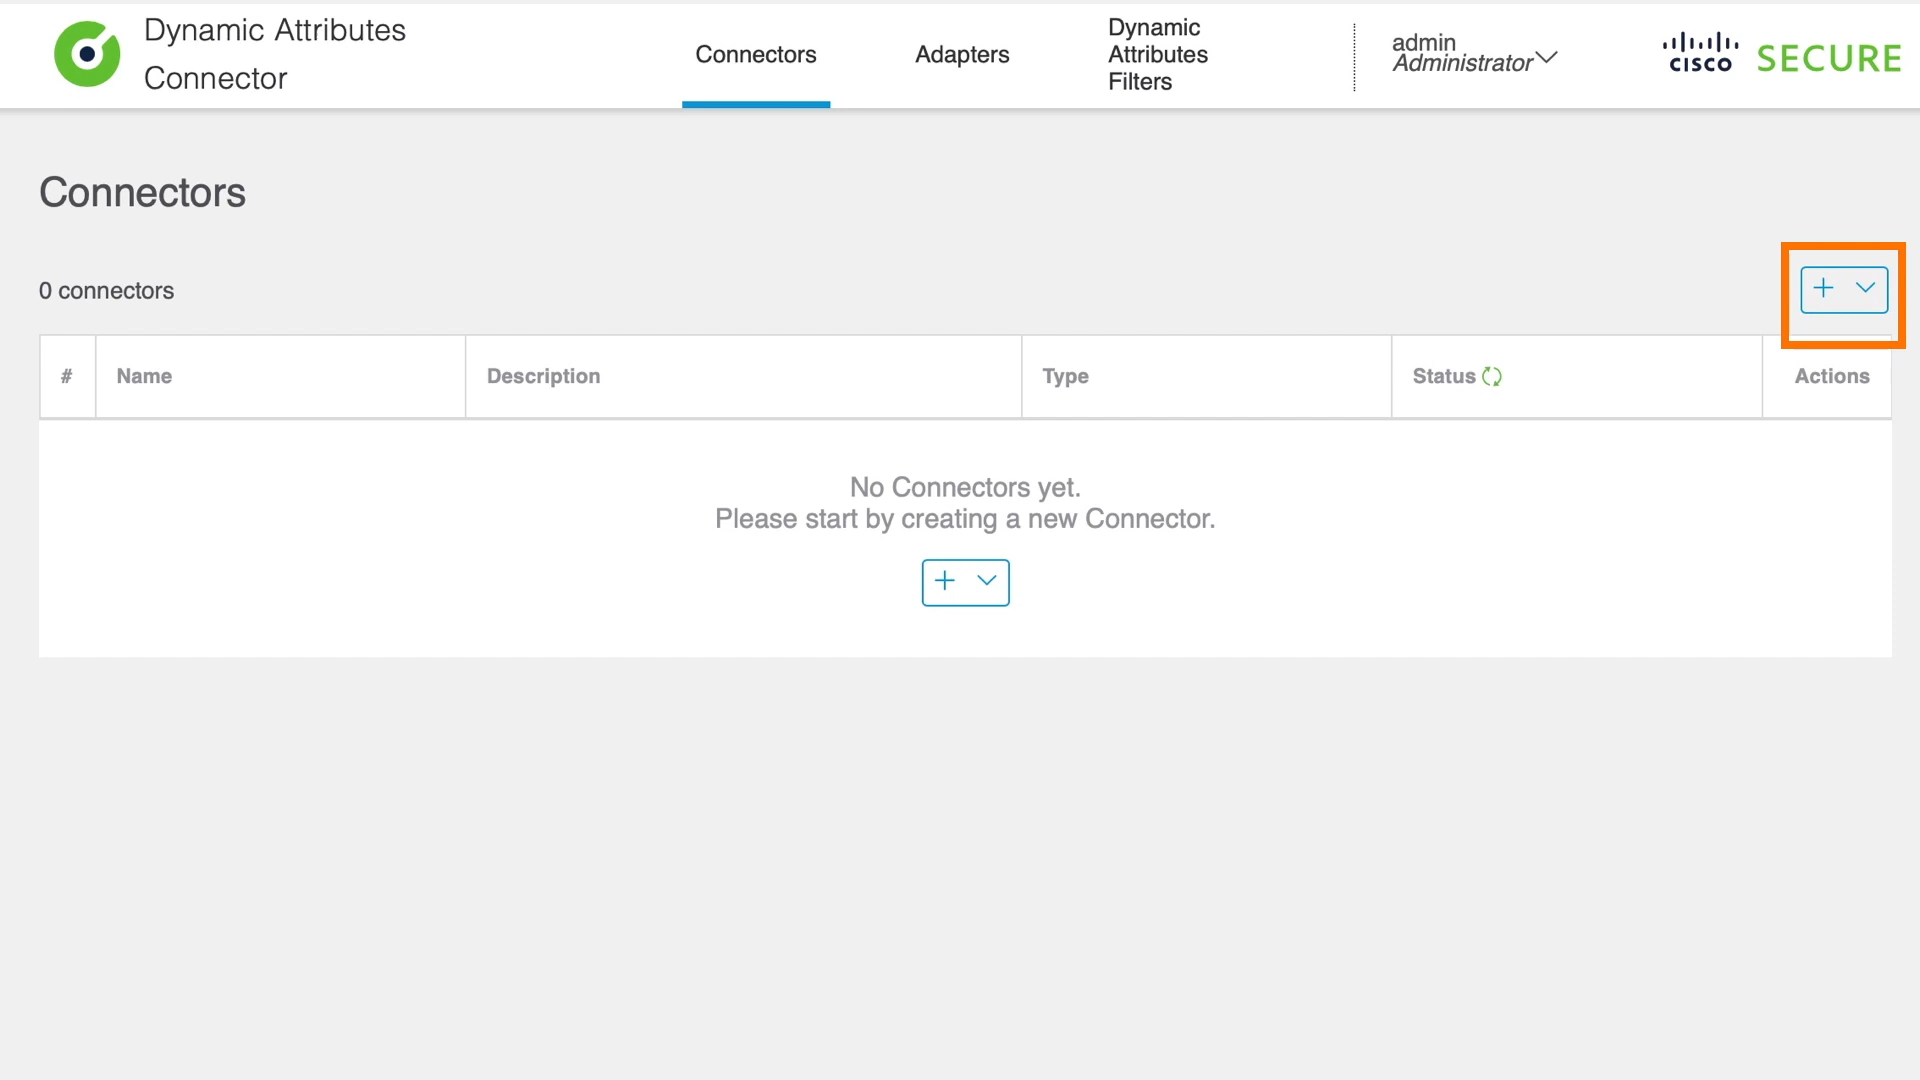 Dynamic Attributes
Connector
Connectors
Adapters
Dynamic
Attributes
Filters
admin
Administrator
CISCO SECURE
Connectors
0 connectors
# Name Description Type Status Actions
No Connectors yet.
Please start by creating a new Connector.